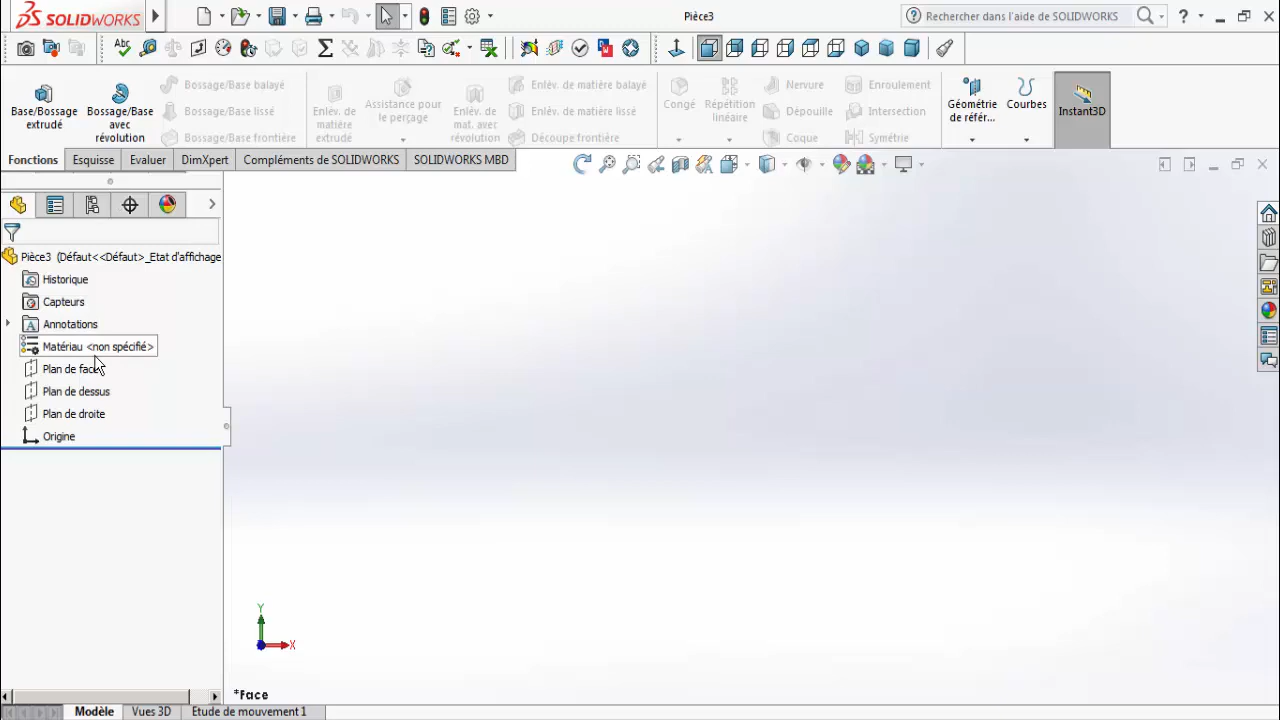 SOLIDWORKS
Pièce3
Rechercher dans l'aide de SOLIDWORKS
?
Base/Bossage extrudé
Bossage/Base avec révolution
Bossage/Base balayé
Bossage/Base lissé
Bossage/Base frontière
Enlèv. de matière extrudé
Assistance pour le perçage
Enlèv. de mat. avec révolution
Enlèv. de matière balayé
Enlèv. de matière lissé
Découpe frontière
Congé
Répétition linéaire
Nervure
Dépouille
Coque
Enroulement
Intersection
Symétrie
Géométrie de référ...
Courbes
Instant3D
Fonctions
Esquisse
Evaluer
DimXpert
Compléments de SOLIDWORKS
SOLIDWORKS MBD
Pièce3 (Défaut<<Défaut>_Etat d'affichage
Historique
Capteurs
Annotations
Matériau <non spécifié>
Plan de face
Plan de dessus
Plan de droite
Origine
Y
X
*Face
Modèle
Vues 3D
Etude de mouvement 1